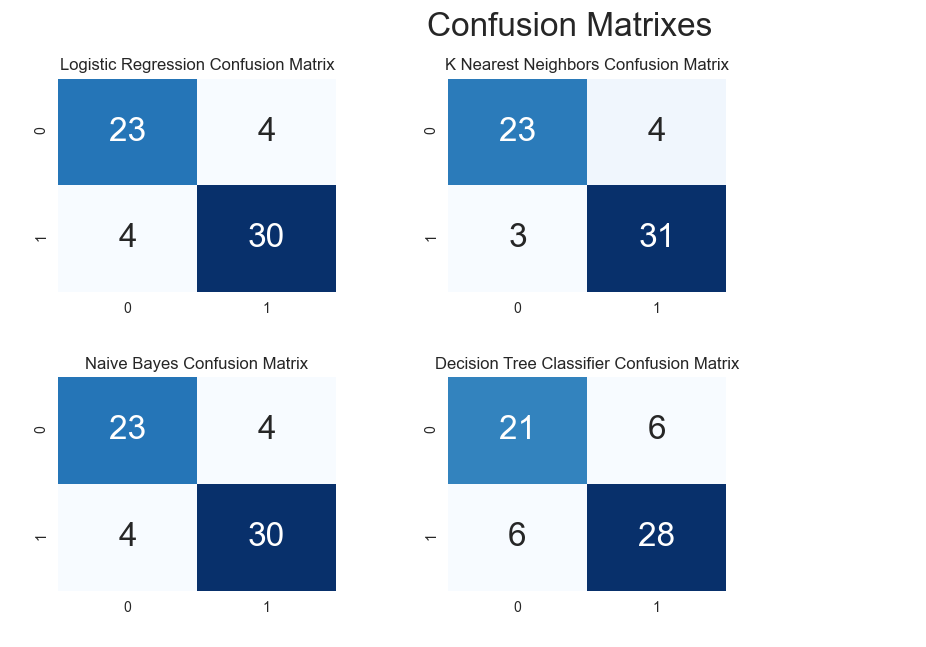 Confusion Matrixes
Logistic Regression Confusion Matrix
0 23 4
1 4 30
0 1
K Nearest Neighbors Confusion Matrix
0 23 4
1 3 31
0 1
Naive Bayes Confusion Matrix
0 23 4
1 4 30
0 1
Decision Tree Classifier Confusion Matrix
0 21 6
1 6 28
0 1